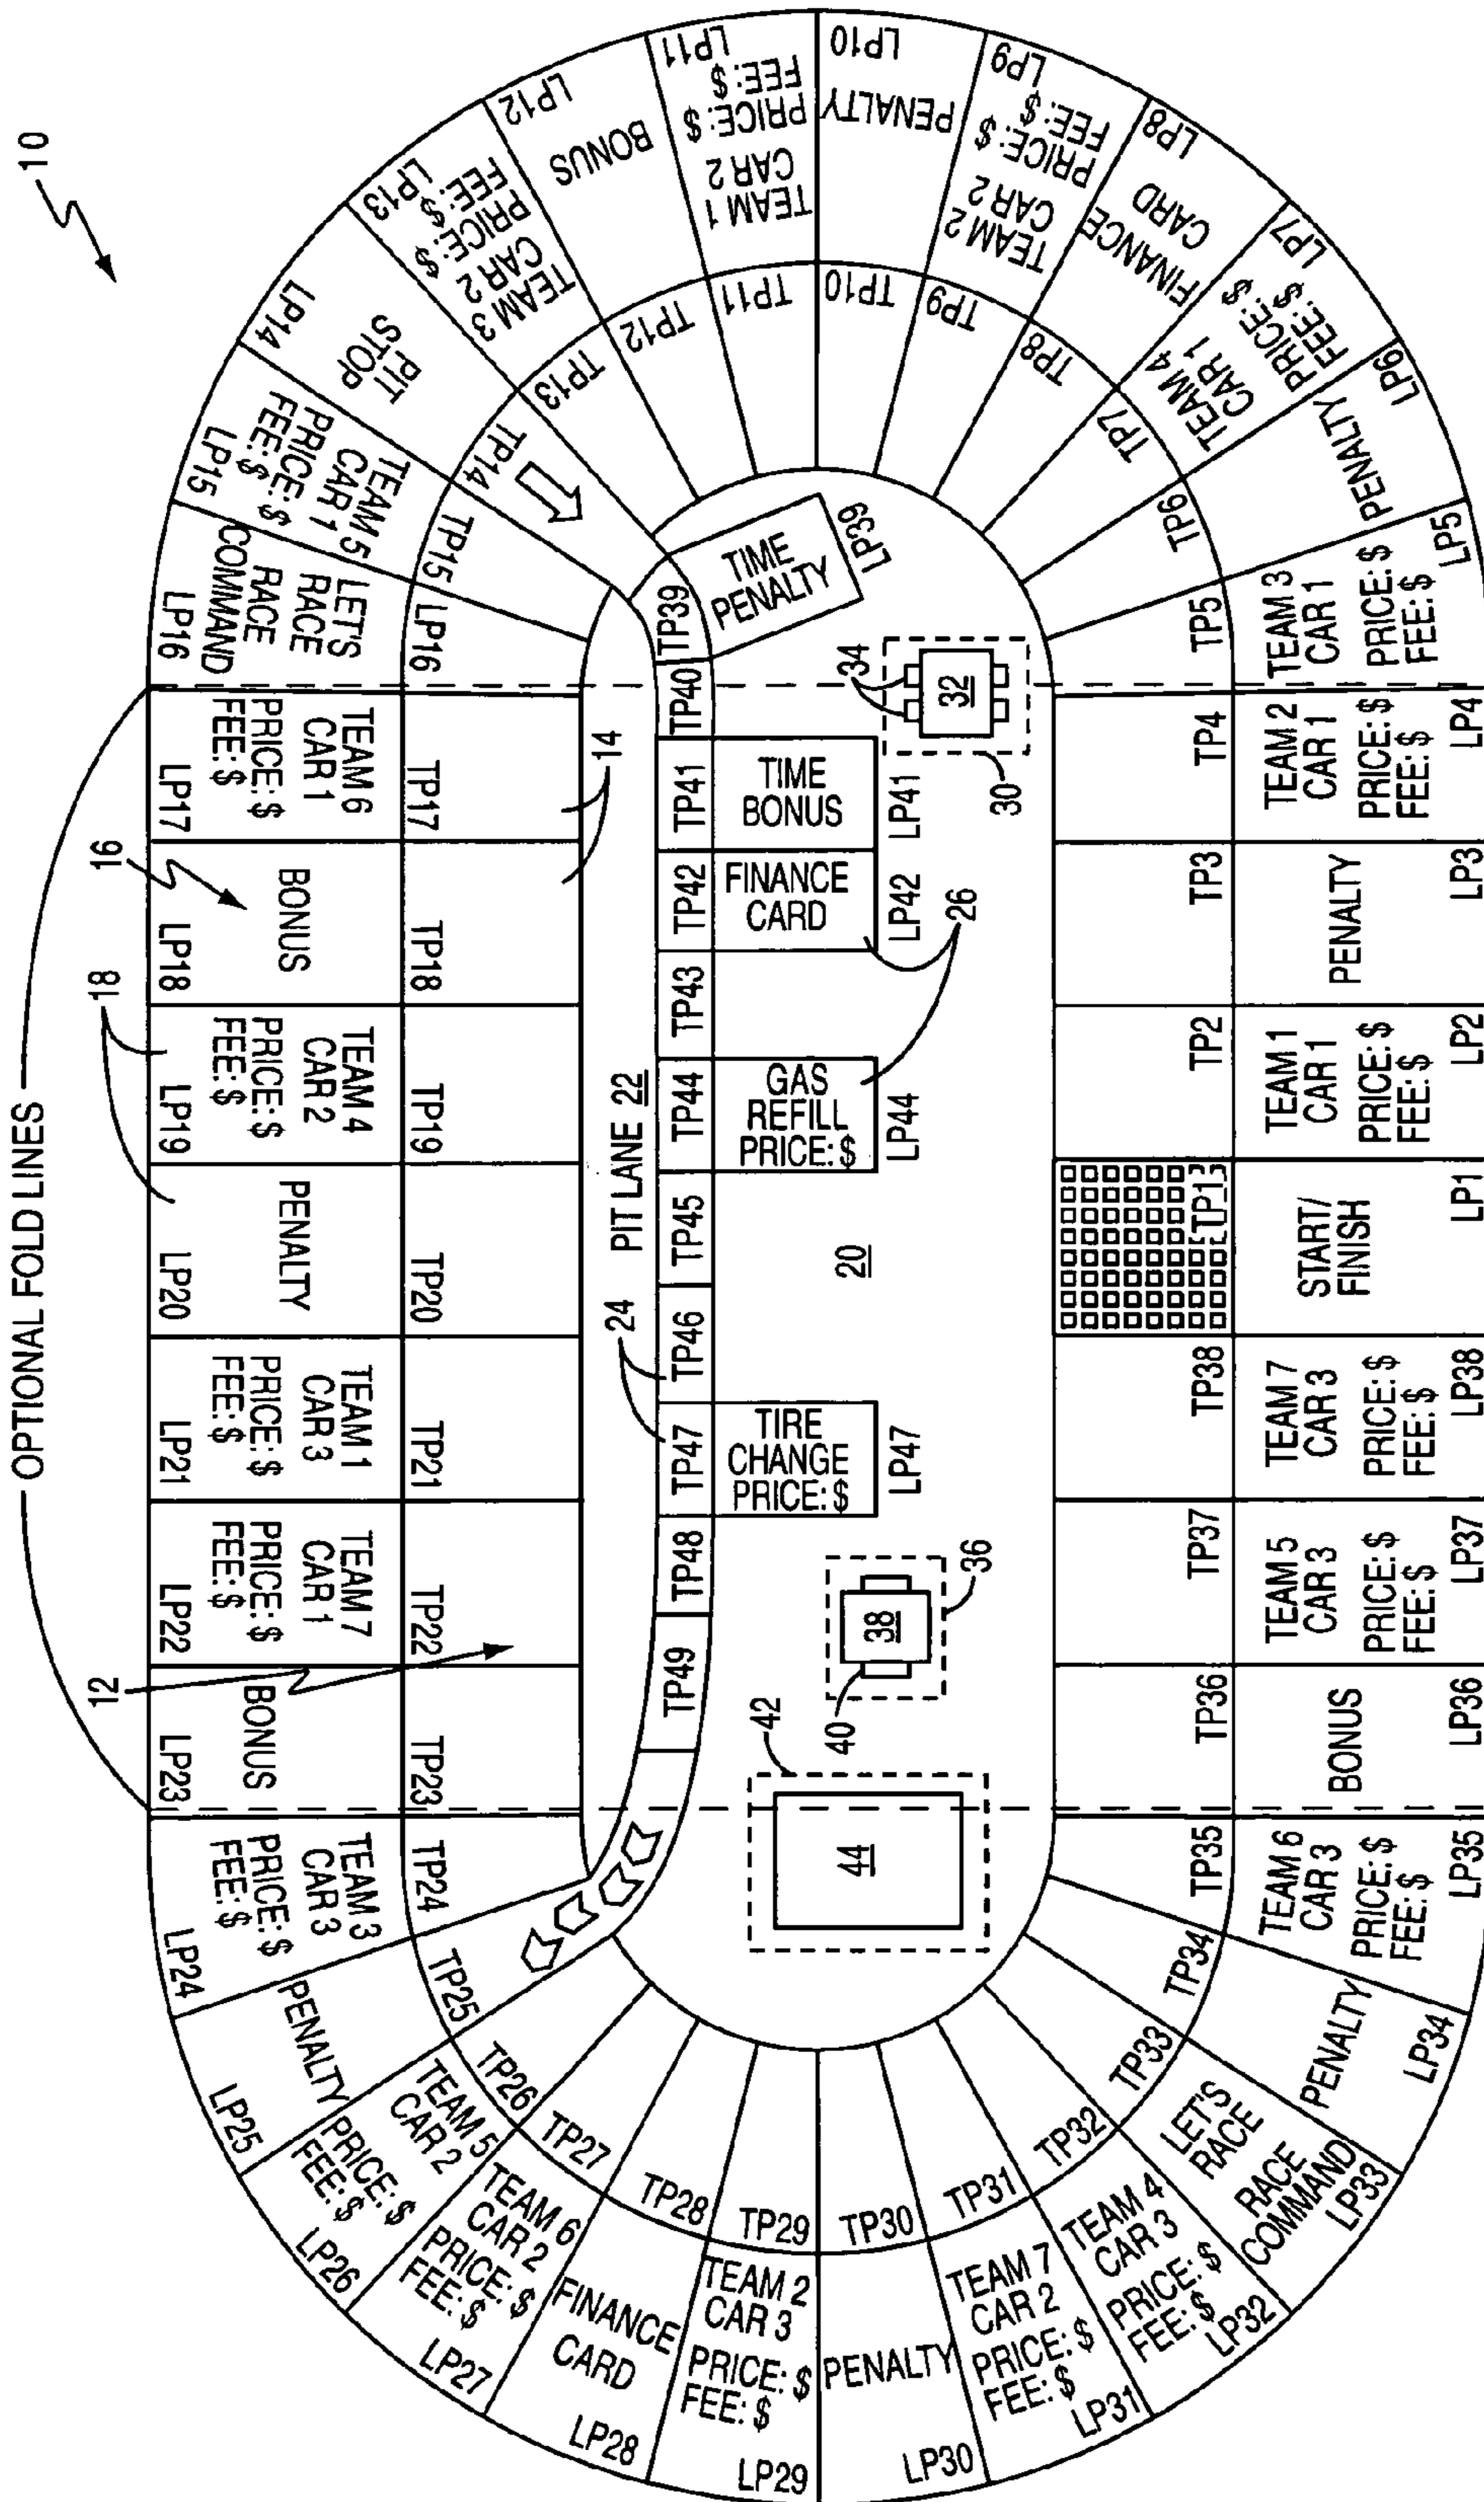 10
OPTIONAL FOLD LINES
LP1
START/
FINISH
TP1
LP2
TEAM 1
CAR 1
PRICE: $
FEE: $
TP2
LP3
PENALTY
TP3
LP4
TEAM 2
CAR 1
PRICE: $
FEE: $
TP4
LP5
TEAM 3
CAR 1
PRICE: $
FEE: $
TP5
LP6
PENALTY
TP6
LP7
TEAM 4
CAR 1
PRICE: $
FEE: $
TP7
LP8
FINANCE
CARD
TP8
LP9
TEAM 2
CAR 2
PRICE: $
FEE: $
TP9
LP10
PENALTY
TP10
LP11
TEAM 1
CAR 2
PRICE: $
FEE: $
TP11
LP12
BONUS
TP12
LP13
TEAM 3
CAR 2
PRICE: $
FEE: $
TP13
LP14
PIT
STOP
TP14
LP15
TEAM 5
CAR 1
PRICE: $
FEE: $
TP15
LP16
LET'S
RACE
RACE
COMMAND
LP16
LP17
TEAM 6
CAR 1
PRICE: $
FEE: $
TP17
LP18
BONUS
TP18
LP19
TEAM 4
CAR 2
PRICE: $
FEE: $
TP19
LP20
PENALTY
TP20
LP21
TEAM 1
CAR 3
PRICE: $
FEE: $
TP21
LP22
TEAM 7
CAR 1
PRICE: $
FEE: $
TP22
LP23
BONUS
TP23
LP24
TEAM 3
CAR 3
PRICE: $
FEE: $
TP24
LP25
PENALTY
TP25
LP26
TEAM 5
CAR 2
PRICE: $
FEE: $
TP26
LP27
TEAM 6
CAR 2
PRICE: $
FEE: $
TP27
LP28
FINANCE
CARD
TP28
LP29
TEAM 2
CAR 3
PRICE: $
FEE: $
TP29
LP30
PENALTY
TP30
LP31
TEAM 7
CAR 2
PRICE: $
FEE: $
TP31
LP32
TEAM 4
CAR 3
PRICE: $
FEE: $
TP32
LP33
LET'S
RACE
RACE
COMMAND
TP33
LP34
PENALTY
TP34
LP35
TEAM 6
CAR 3
PRICE: $
FEE: $
TP35
LP36
BONUS
TP36
LP37
TEAM 5
CAR 3
PRICE: $
FEE: $
TP37
LP38
TEAM 7
CAR 3
PRICE: $
FEE: $
TP38
PIT LANE 22
TP39
TIME
PENALTY
LP39
TP40
TP41
TIME
BONUS
LP41
TP42
FINANCE
CARD
LP42
TP43
TP44
GAS
REFILL
PRICE: $
LP44
TP45
TP46
TP47
TIRE
CHANGE
PRICE: $
LP47
TP48
TP49
12
14
16
18
20
24
26
30
32
34
36
38
40
42
44